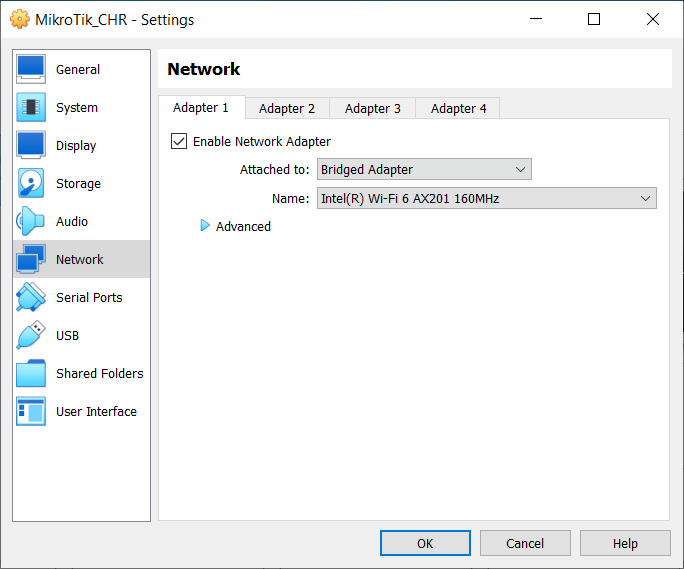 MikroTik_CHR - Settings
General
System
Display
Storage
Audio
Network
Serial Ports
USB
Shared Folders
User Interface
Network
Adapter 1 Adapter 2 Adapter 3 Adapter 4
Enable Network Adapter
Attached to: Bridged Adapter
Name: Intel(R) Wi-Fi 6 AX201 160MHz
Advanced
OK Cancel Help